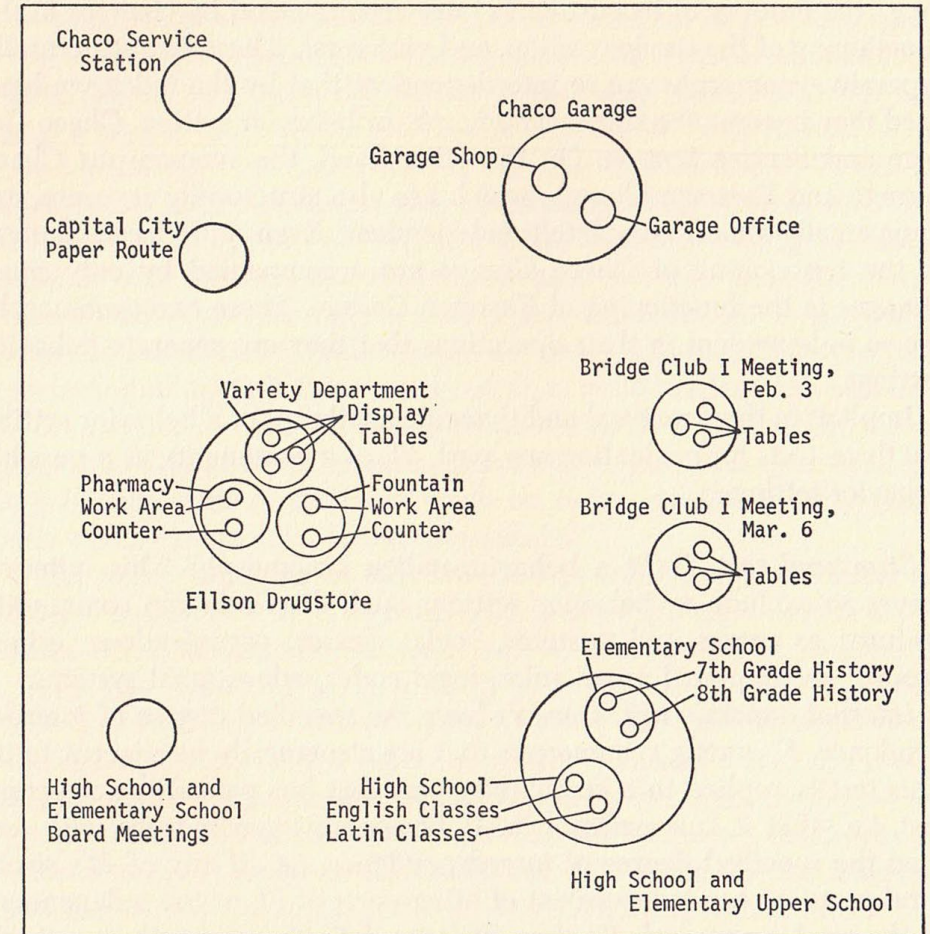 Chaco Service
Station
Chaco Garage
Garage Shop
Garage Office
Capital City
Paper Route
Bridge Club I Meeting,
Feb. 3
Tables
Variety Department
Display
Tables
Pharmacy
Work Area
Counter
Fountain
Work Area
Counter
Ellson Drugstore
Bridge Club I Meeting,
Mar. 6
Tables
Elementary School
7th Grade History
8th Grade History
High School
English Classes
Latin Classes
High School and
Elementary School
Board Meetings
High School and
Elementary Upper School